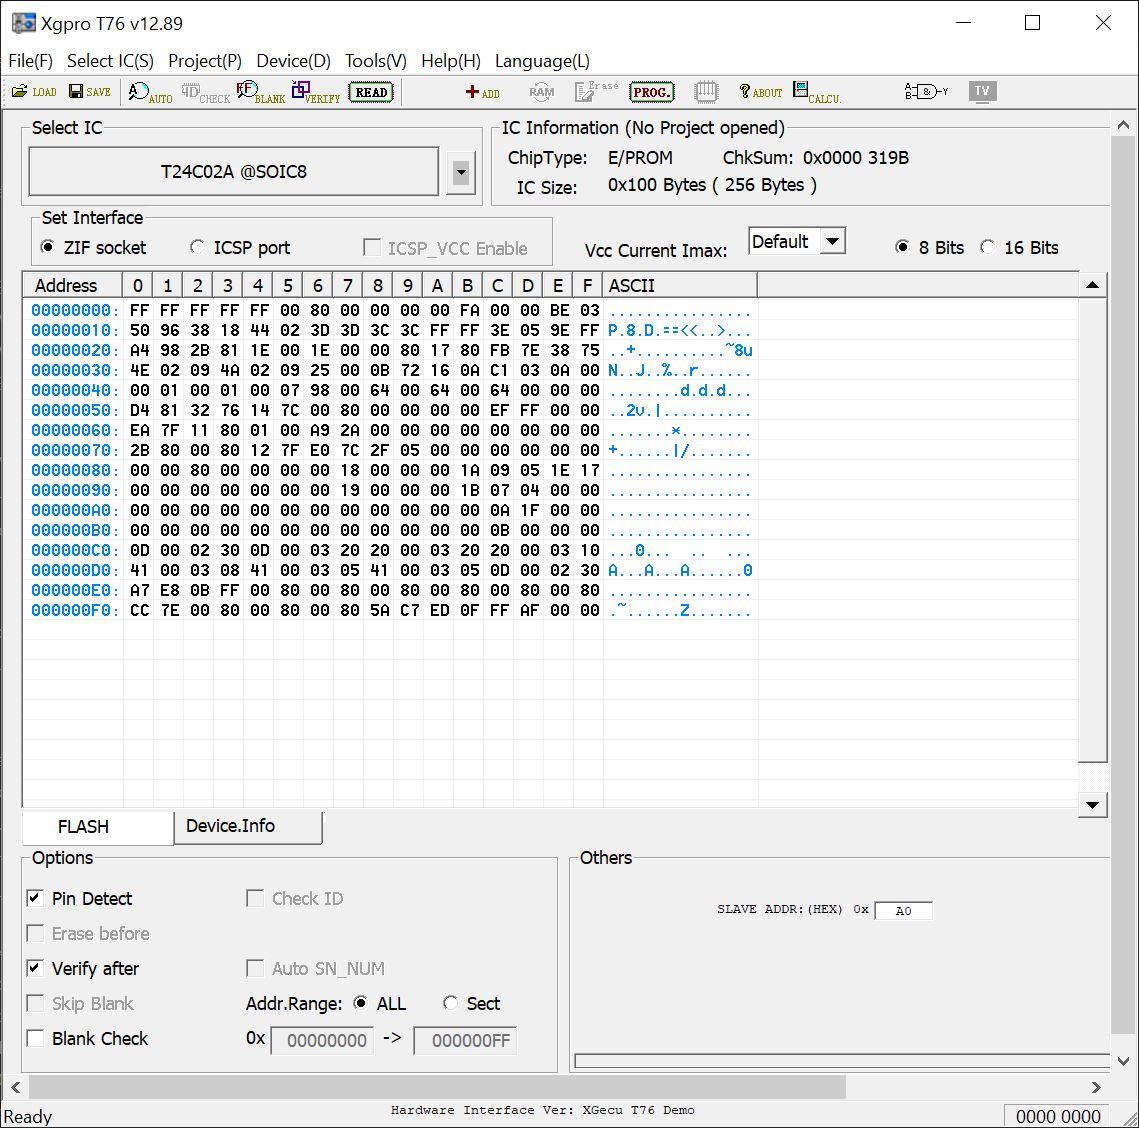 Xgpro T76 v12.89
File(F) Select IC(S) Project(P) Device(D) Tools(V) Help(H) Language(L)
LOAD SAVE AUTO CHECK BLANK VERIFY READ ADD RAM Erase PROG. ABOUT CALCU. A B & Y TV
Select IC
T24C02A @SOIC8
IC Information (No Project opened)
ChipType: E/PROM ChkSum: 0x0000 319B
IC Size: 0x100 Bytes ( 256 Bytes )
Set Interface
ZIF socket ICSP port ICSP_VCC Enable
Vcc Current Imax: Default 8 Bits 16 Bits
Address 0 1 2 3 4 5 6 7 8 9 A B C D E F ASCII
00000000: FF FF FF FF FF 00 80 00 00 00 00 FA 00 00 BE 03 ................
00000010: 50 96 38 18 44 02 3D 3D 3C 3C FF FF 3E 05 9E FF P.8.D.==<<..>...
00000020: A4 98 2B 81 1E 00 1E 00 00 80 17 80 FB 7E 38 75 ..+..........~8u
00000030: 4E 02 09 4A 02 09 25 00 0B 72 16 0A C1 03 0A 00 N..J..%..r......
00000040: 00 01 00 01 00 07 98 00 64 00 64 00 64 00 00 00 ........d.d.d...
00000050: D4 81 32 76 14 7C 00 80 00 00 00 00 EF FF 00 00 ..2v.|..........
00000060: EA 7F 11 80 01 00 A9 2A 00 00 00 00 00 00 00 00 .......*........
00000070: 2B 80 00 80 12 7F E0 7C 2F 05 00 00 00 00 00 00 +......|/.......
00000080: 00 00 80 00 00 00 00 18 00 00 00 1A 09 05 1E 17 ................
00000090: 00 00 00 00 00 00 00 19 00 00 00 1B 07 04 00 00 ................
000000A0: 00 00 00 00 00 00 00 00 00 00 00 00 0A 1F 00 00 ................
000000B0: 00 00 00 00 00 00 00 00 00 00 00 00 0B 00 00 00 ................
000000C0: 0D 00 02 30 0D 00 03 20 20 00 03 20 20 00 03 10 ...0...  ..  ...
000000D0: 41 00 03 08 41 00 03 05 41 00 03 05 0D 00 02 30 A...A...A......0
000000E0: A7 E8 0B FF 00 80 00 80 00 80 00 80 00 80 00 80 ................
000000F0: CC 7E 00 80 00 80 00 80 5A C7 ED 0F FF AF 00 00 .~......Z.......
FLASH Device.Info
Options
Pin Detect Check ID
Erase before
Verify after Auto SN_NUM
Skip Blank Addr.Range: ALL Sect
Blank Check 0x 00000000 -> 000000FF
Others
SLAVE ADDR:(HEX) 0x A0
Ready Hardware Interface Ver: XGecu T76 Demo 0000 0000